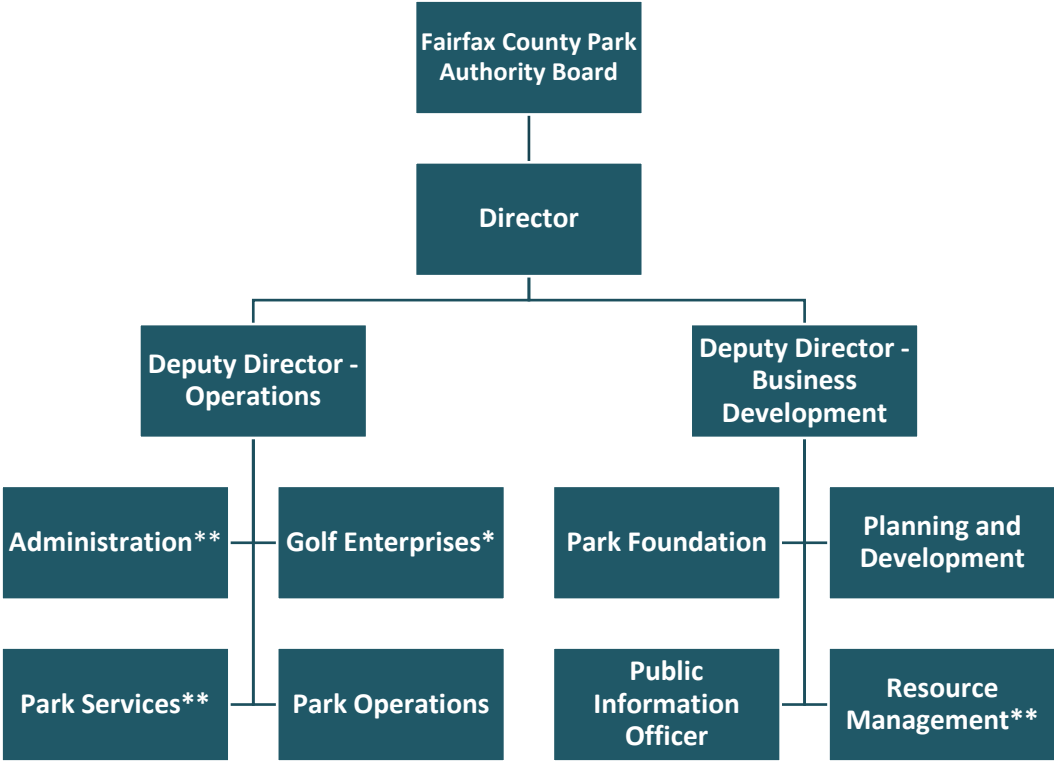 Fairfax County Park
Authority Board
Director
Deputy Director -
Operations
Deputy Director -
Business
Development
Administration**
Golf Enterprises*
Park Foundation
Planning and
Development
Park Services**
Park Operations
Public
Information
Officer
Resource
Management**